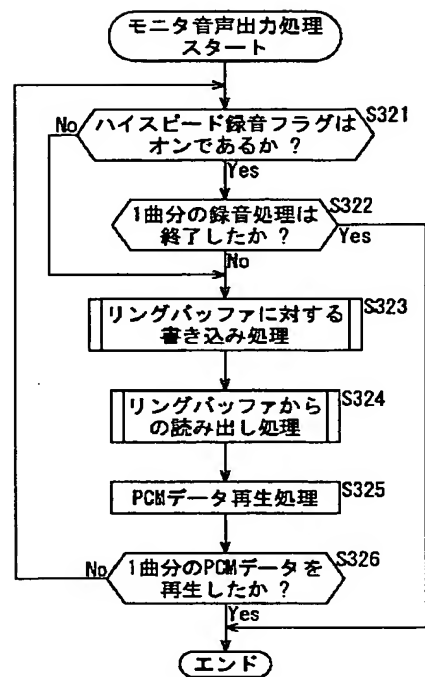 モニタ音声出力処理
スタート
S321
No
ハイスピード録音フラグは
オンであるか ?
Yes
S322
1曲分の録音処理は
終了したか ?
Yes
No
S323
リングバッファに対する
書き込み処理
S324
リングバッファから
の読み出し処理
S325
PCMデータ再生処理
S326
No
1曲分のPCMデータを
再生したか ?
Yes
エンド